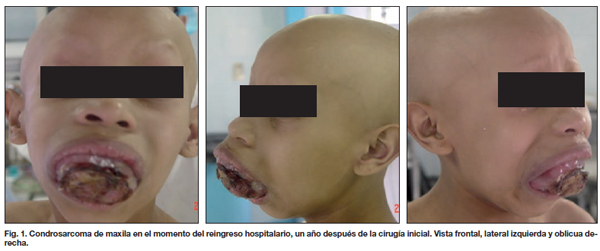 Fig. 1. Condrosarcoma de maxila en el momento del reingreso hospitalario, un año después de la cirugía inicial. Vista frontal, lateral izquierda y oblicua de-
recha.